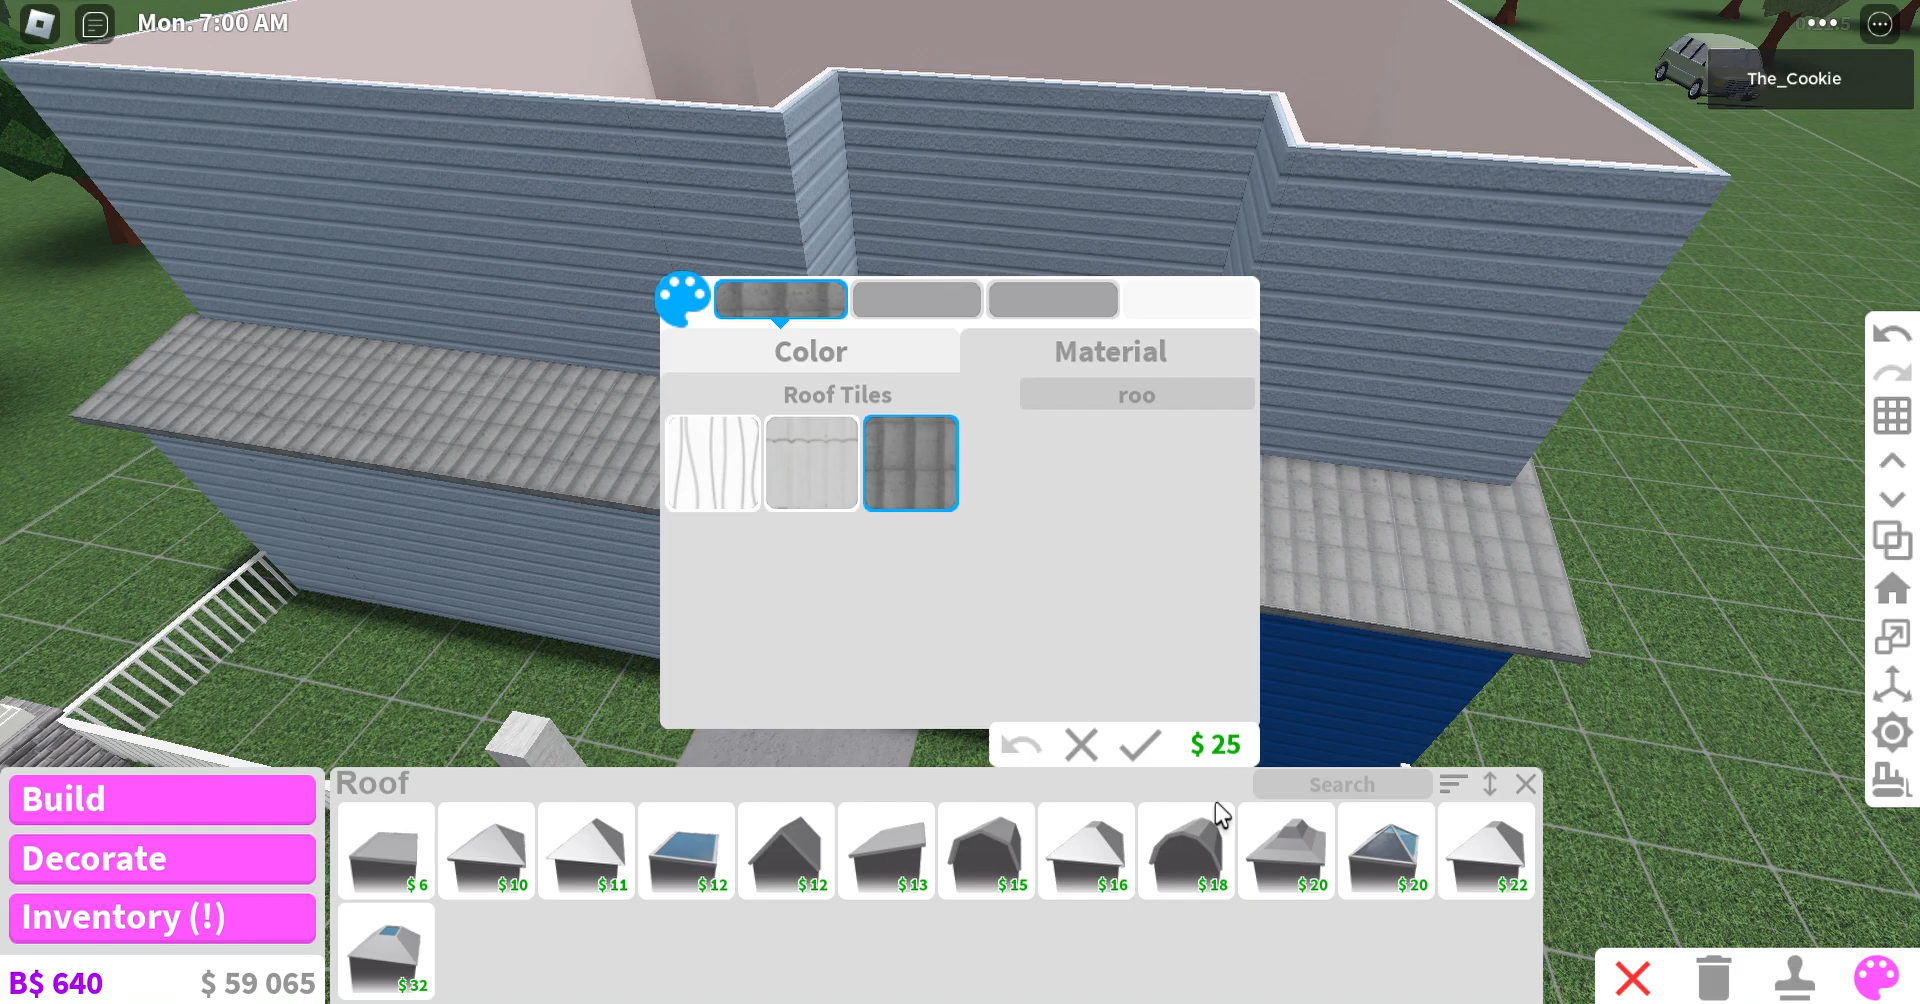 Mon. 7:00 AM
The_Cookie
Color
Material
Roof Tiles
roo
$ 25
Build
Decorate
Inventory (!)
B$ 640
$ 59 065
Roof
Search
$ 6
$ 10
$ 11
$ 12
$ 12
$ 13
$ 15
$ 16
$ 18
$ 20
$ 20
$ 22
$ 32